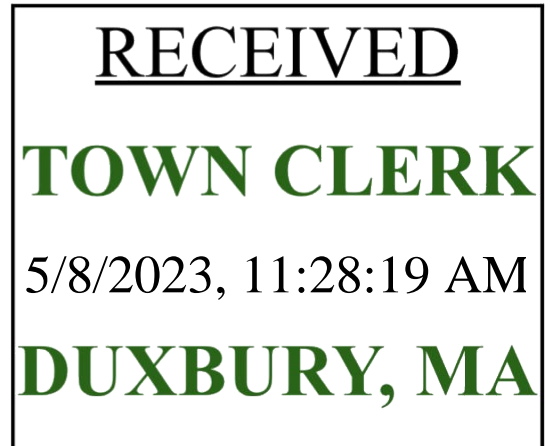 RECEIVED
TOWN CLERK
5/8/2023, 11:28:19 AM
DUXBURY, MA